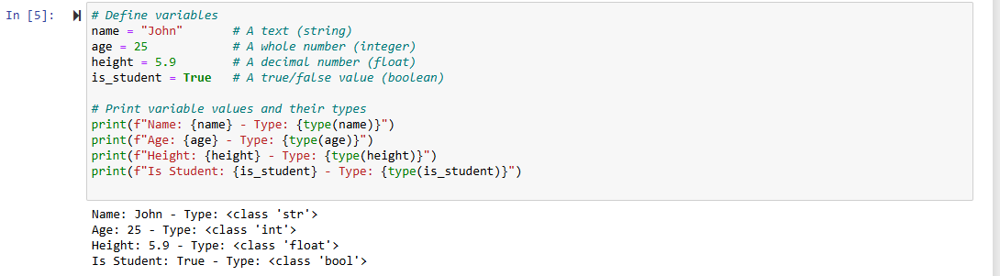 In [5]:
# Define variables
name = "John"       # A text (string)
age = 25            # A whole number (integer)
height = 5.9        # A decimal number (float)
is_student = True   # A true/false value (boolean)

# Print variable values and their types
print(f"Name: {name} - Type: {type(name)}")
print(f"Age: {age} - Type: {type(age)}")
print(f"Height: {height} - Type: {type(height)}")
print(f"Is Student: {is_student} - Type: {type(is_student)}")

Name: John - Type: <class 'str'>
Age: 25 - Type: <class 'int'>
Height: 5.9 - Type: <class 'float'>
Is Student: True - Type: <class 'bool'>